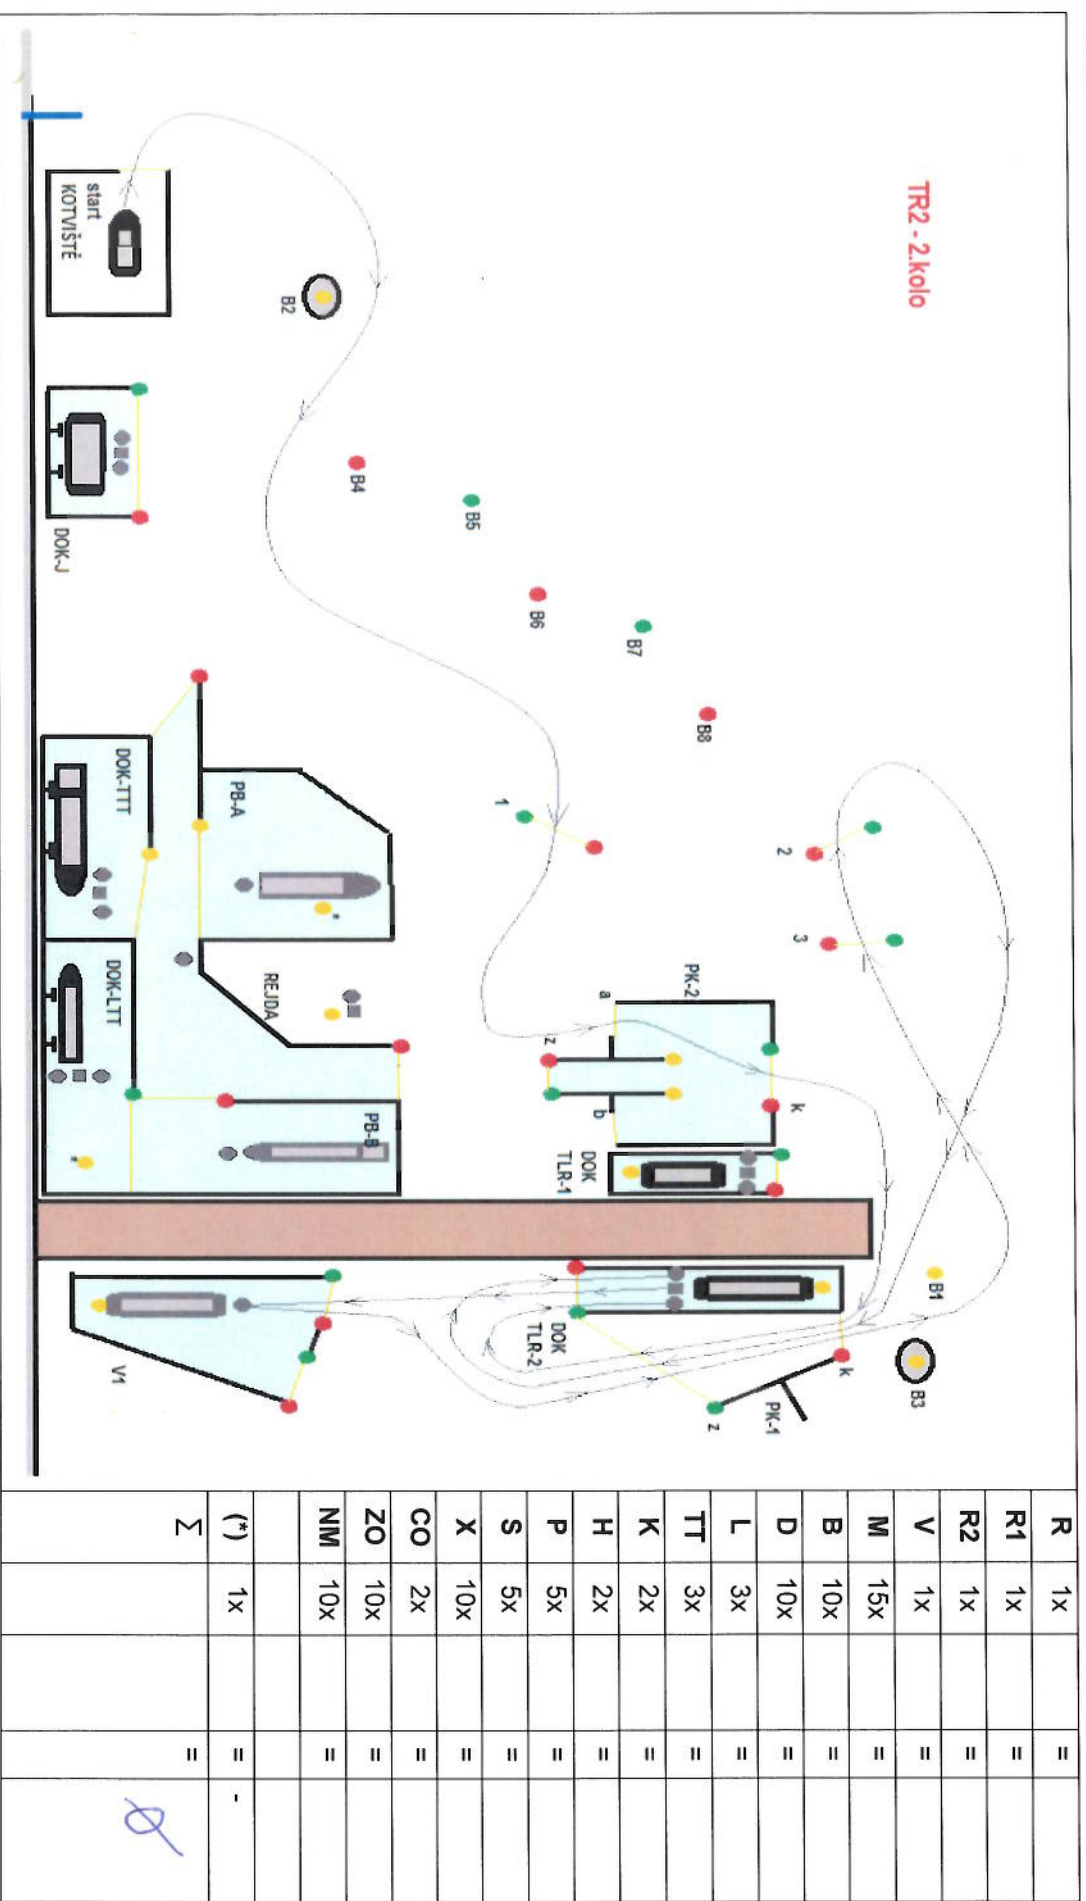 TR2 - 2.kolo
start
KOTVIŠTĚ
B2
DOK-J
B4
B5
B6
B7
B8
1
2
3
DOK-TTT
PB-A
DOK-LTT
REJDA
PB-B
PK-2
a
z
b
k
DOK
TLR-1
B1
B3
DOK
TLR-2
k
PK-1
z
V1
R 1x =
R1 1x =
R2 1x =
V 1x =
M 15x =
B 10x =
D 10x =
L 3x =
TT 3x =
K 2x =
H 2x =
P 5x =
S 5x =
X 10x =
CO 2x =
ZO 10x =
NM 10x =
(*) 1x = -
Σ =